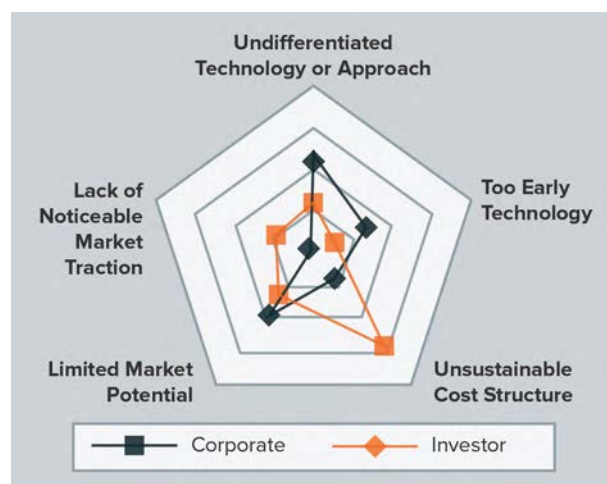 Undifferentiated
Technology or Approach
Lack of
Noticeable
Market
Traction
Too Early
Technology
Limited Market
Potential
Unsustainable
Cost Structure
Corporate
Investor